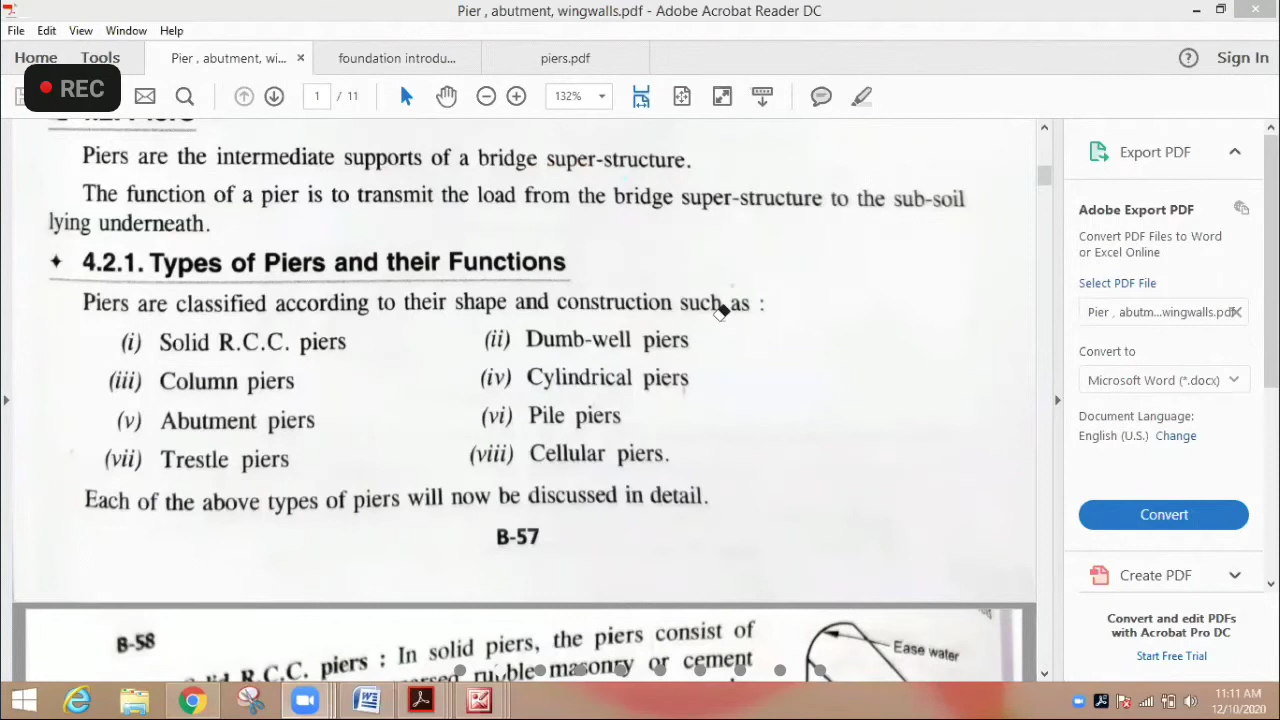 Pier , abutment, wingwalls.pdf - Adobe Acrobat Reader DC
File Edit View Window Help
Home Tools Pier , abutment, wi... × foundation introdu... piers.pdf Sign In
REC 1 / 11 132%
Piers are the intermediate supports of a bridge super-structure.
The function of a pier is to transmit the load from the bridge super-structure to the sub-soil
lying underneath.
4.2.1. Types of Piers and their Functions
Piers are classified according to their shape and construction such as :
(i) Solid R.C.C. piers (ii) Dumb-well piers
(iii) Column piers (iv) Cylindrical piers
(v) Abutment piers (vi) Pile piers
(vii) Trestle piers (viii) Cellular piers.
Each of the above types of piers will now be discussed in detail.
B-57
B-58
R.C.C. piers : In solid piers, the piers consist of
masonry or cement
Ease water
Export PDF
Adobe Export PDF
Convert PDF Files to Word
or Excel Online
Select PDF File
Pier , abutm...wingwalls.pdf
Convert to
Microsoft Word (*.docx)
Document Language:
English (U.S.) Change
Convert
Create PDF
Convert and edit PDFs
with Acrobat Pro DC
Start Free Trial
11:11 AM
12/10/2020